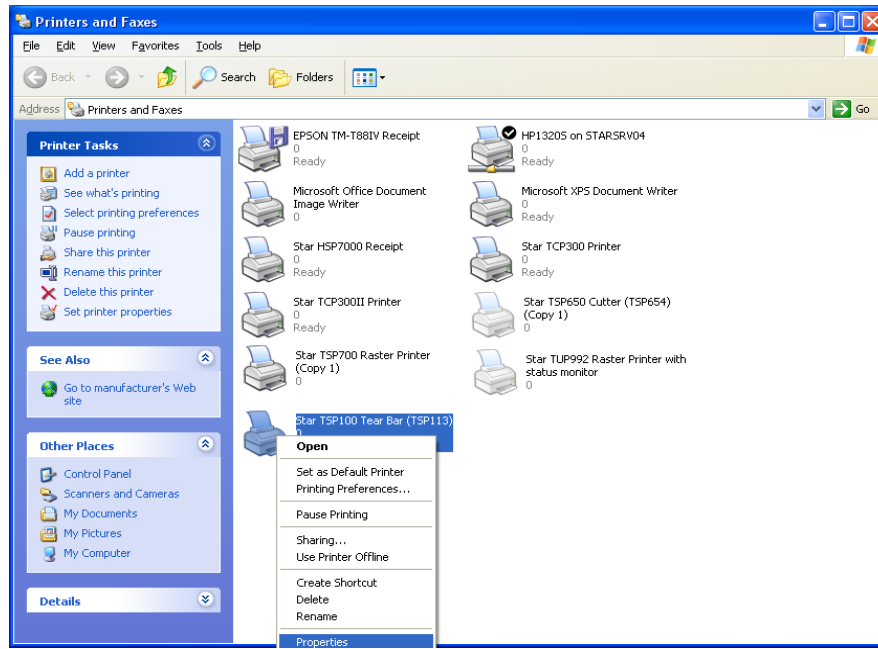 Printers and Faxes
File Edit View Favorites Tools Help
Back Search Folders
Address Printers and Faxes Go
Printer Tasks
Add a printer
See what's printing
Select printing preferences
Pause printing
Share this printer
Rename this printer
Delete this printer
Set printer properties
See Also
Go to manufacturer's Web
site
Other Places
Control Panel
Scanners and Cameras
My Documents
My Pictures
My Computer
Details
EPSON TM-T88IV Receipt
0
Ready
HP1320S on STARSRV04
0
Ready
Microsoft Office Document
Image Writer
0
Microsoft XPS Document Writer
0
Ready
Star HSP7000 Receipt
0
Ready
Star TCP300 Printer
0
Ready
Star TCP300II Printer
0
Ready
Star TSP650 Cutter (TSP654)
(Copy 1)
0
Star TSP700 Raster Printer
(Copy 1)
0
Star TUP992 Raster Printer with
status monitor
0
Star TSP100 Tear Bar (TSP113)
0
Open
Set as Default Printer
Printing Preferences...
Pause Printing
Sharing...
Use Printer Offline
Create Shortcut
Delete
Rename
Properties